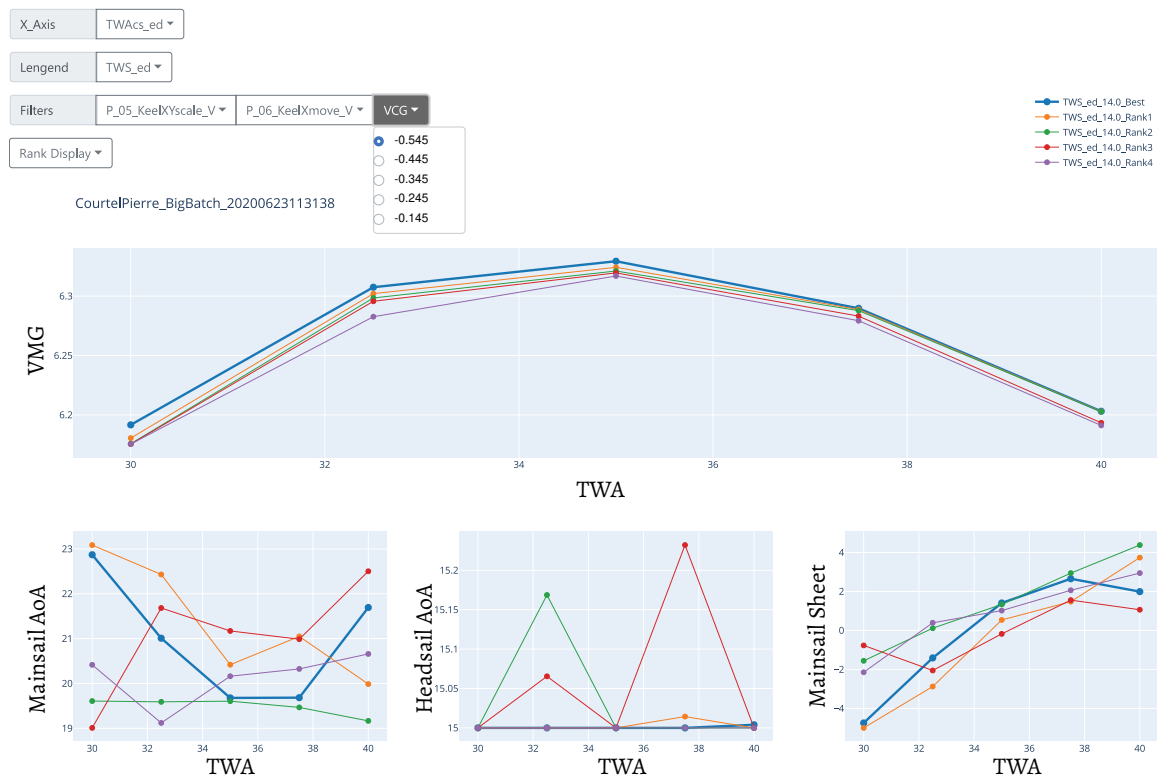 X_Axis TWAcs_ed
Lengend TWS_ed
Filters P_05_KeelXYscale_V P_06_KeelXmove_V VCG
-0.545
-0.445
-0.345
-0.245
-0.145
Rank Display
TWS_ed_14.0_Best
TWS_ed_14.0_Rank1
TWS_ed_14.0_Rank2
TWS_ed_14.0_Rank3
TWS_ed_14.0_Rank4
CourtelPierre_BigBatch_20200623113138
VMG
6.3
6.25
6.2
30 32 34 36 38 40
TWA
Mainsail AoA
23
22
21
20
19
30 32 34 36 38 40
TWA
Headsail AoA
15.2
15.15
15.1
15.05
15
30 32 34 36 38 40
TWA
Mainsail Sheet
4
2
0
−2
−4
30 32 34 36 38 40
TWA